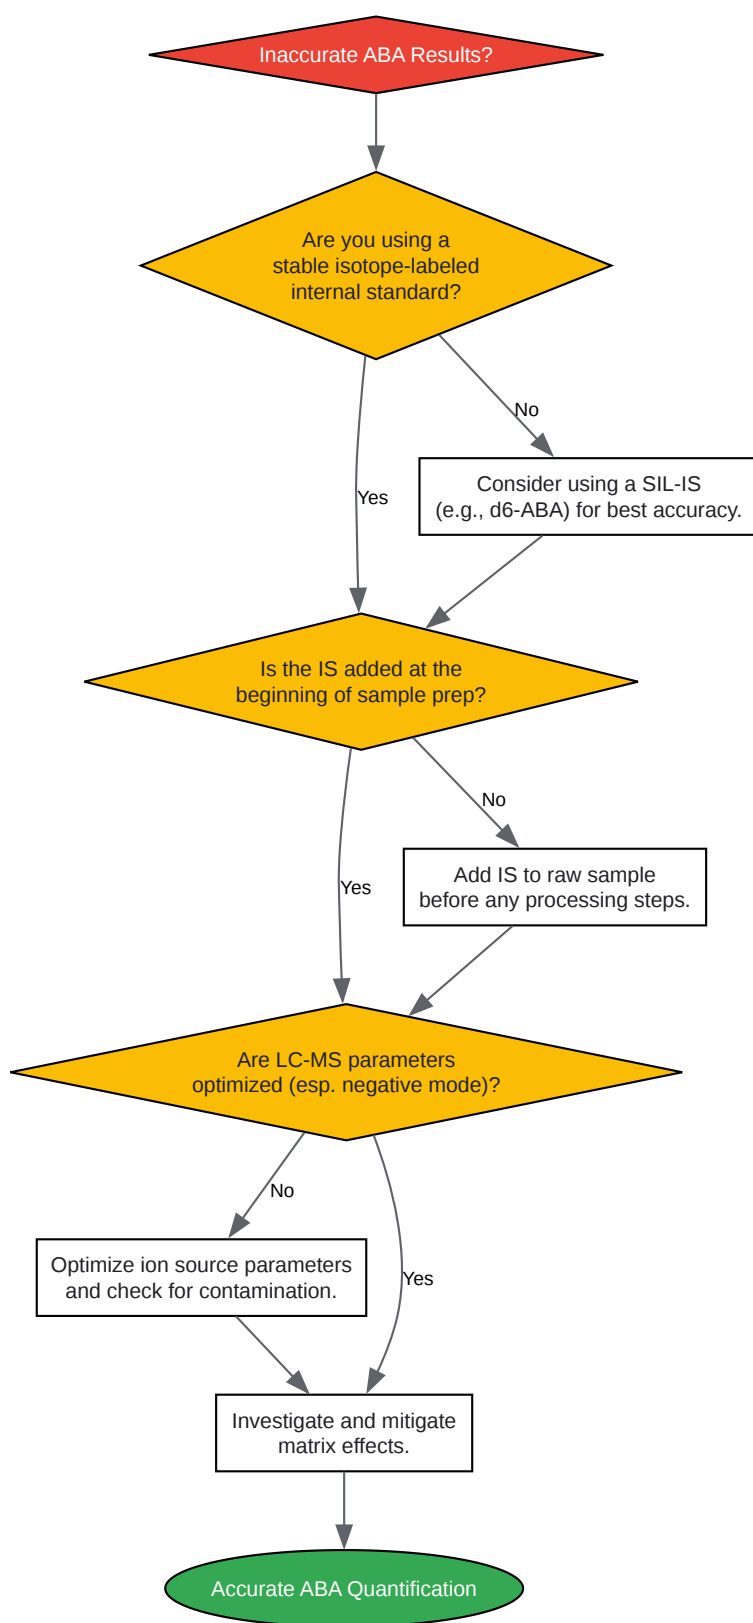 Inaccurate ABA Results?
Are you using a
stable isotope-labeled
internal standard?
No
Consider using a SIL-IS
(e.g., d6-ABA) for best accuracy.
Yes
Is the IS added at the
beginning of sample prep?
No
Add IS to raw sample
before any processing steps.
Yes
Are LC-MS parameters
optimized (esp. negative mode)?
No
Optimize ion source parameters
and check for contamination.
Yes
Investigate and mitigate
matrix effects.
Accurate ABA Quantification